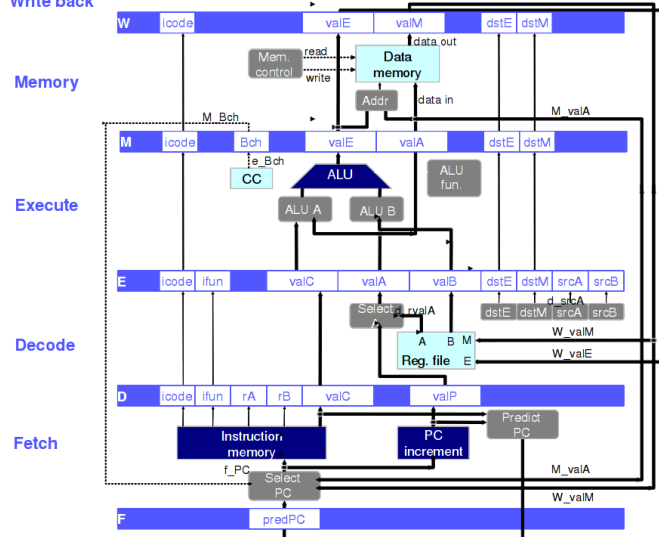 Write back
W icode valE valM dstE dstM
data out
Mem. control
read
write
Data memory
Memory
Addr
data in
M_Bch
M_valA
M icode Bch valE valA dstE dstM
e_Bch
CC
ALU
ALU fun.
Execute
ALU A
ALU B
E icode ifun valC valA valB dstE dstM srcA srcB
d_srcA
dstE dstM srcA srcB
Select
d_rvalA
W_valM
A B M
Decode
Reg. file E
W_valE
D icode ifun rA rB valC valP
Predict PC
Instruction memory
PC increment
Fetch
f_PC
M_valA
Select PC
W_valM
F predPC